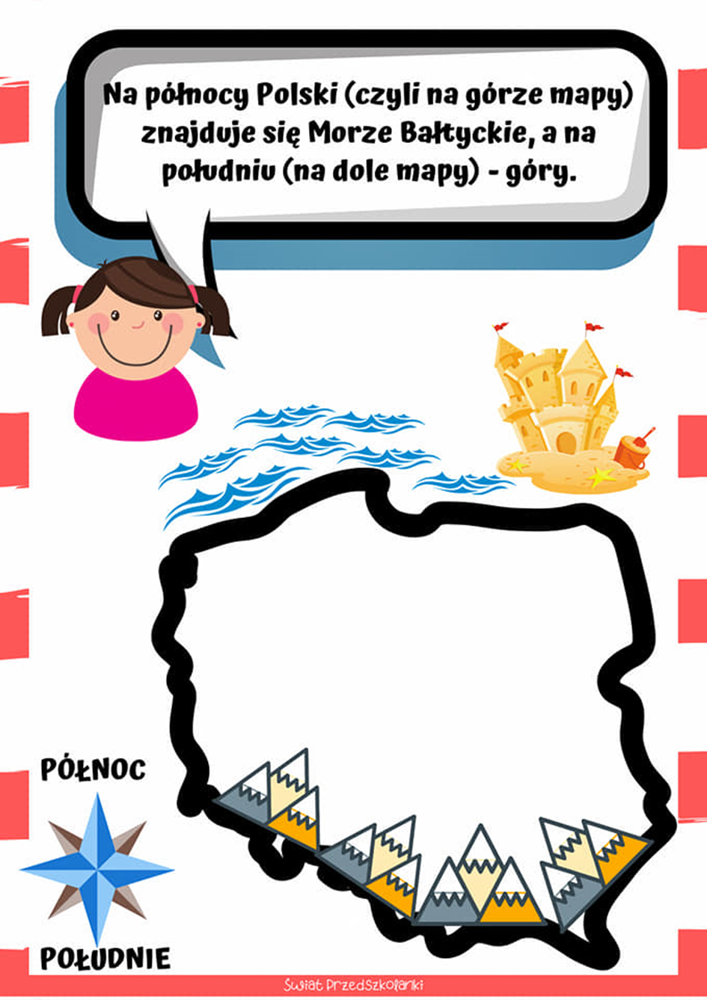 Na północy Polski (czyli na górze mapy)
znajduje się Morze Bałtyckie, a na
południu (na dole mapy) - góry.
PÓŁNOC
POŁUDNIE
Świat Przedszkolanki